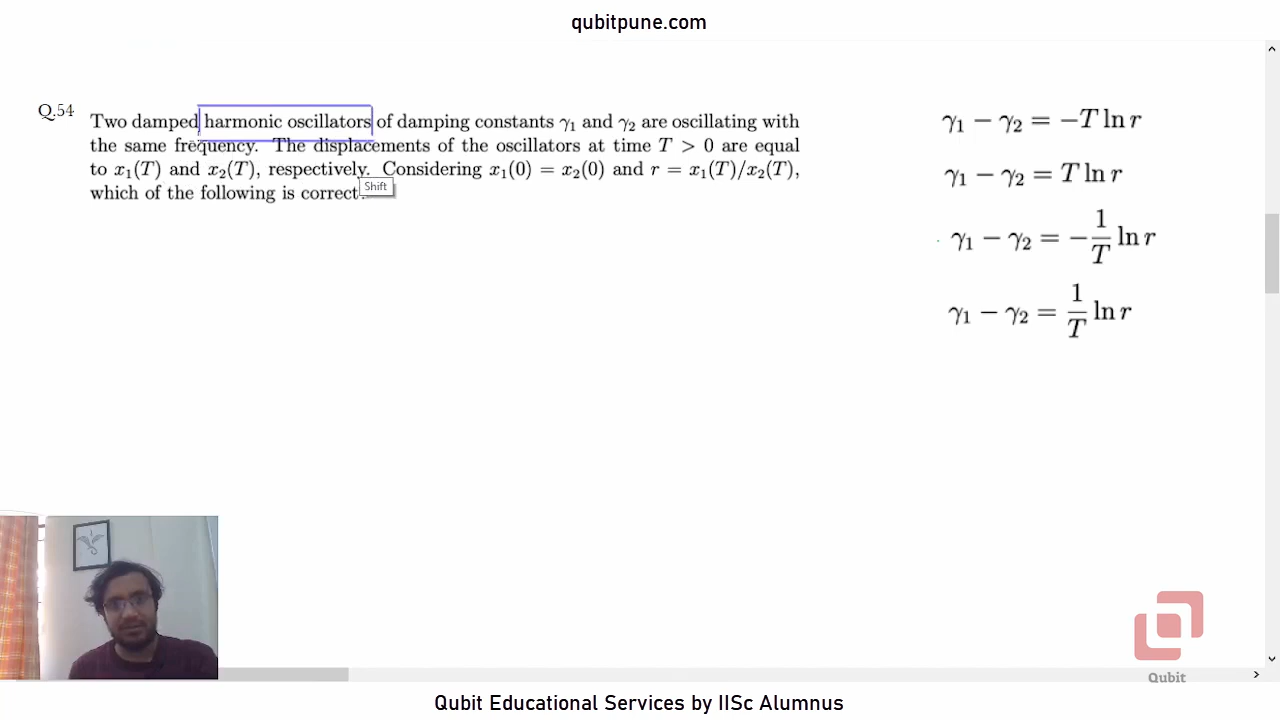 qubitpune.com
Q.54
Two damped harmonic oscillators of damping constants γ₁ and γ₂ are oscillating with
the same frequency. The displacements of the oscillators at time T > 0 are equal
to x₁(T) and x₂(T), respectively. Considering x₁(0) = x₂(0) and r = x₁(T)/x₂(T),
which of the following is correct
Shift
γ₁ − γ₂ = −T ln r
γ₁ − γ₂ = T ln r
γ₁ − γ₂ = −1/T ln r
γ₁ − γ₂ = 1/T ln r
Qubit
Qubit Educational Services by IISc Alumnus